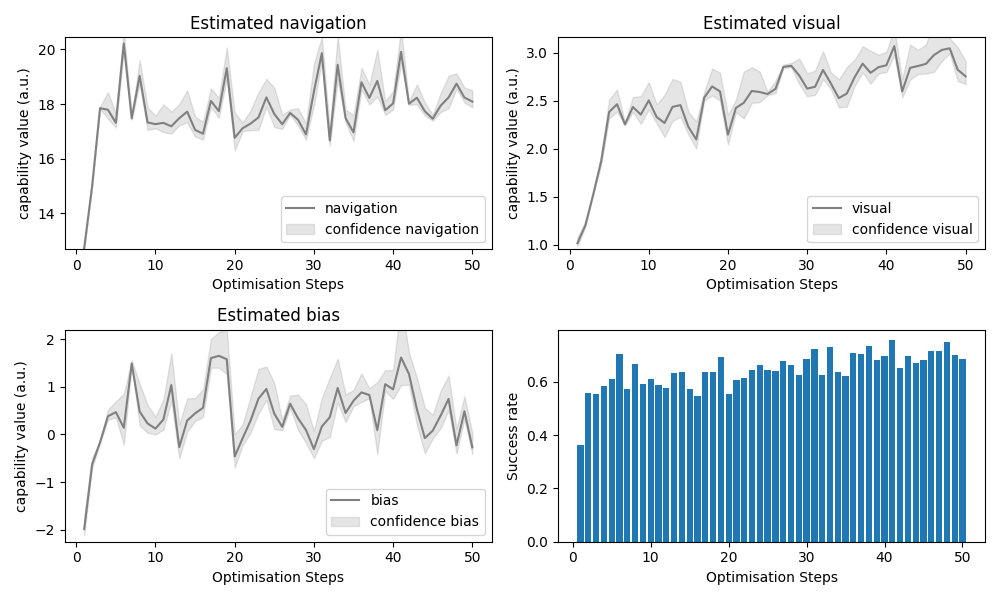 Estimated navigation
capability value (a.u.)
20
18
16
14
navigation
confidence navigation
0 10 20 30 40 50
Optimisation Steps
Estimated visual
capability value (a.u.)
3.0
2.5
2.0
1.5
1.0
visual
confidence visual
0 10 20 30 40 50
Optimisation Steps
Estimated bias
capability value (a.u.)
2
1
0
−1
−2
bias
confidence bias
0 10 20 30 40 50
Optimisation Steps
Success rate
0.6
0.4
0.2
0.0
0 10 20 30 40 50
Optimisation Steps